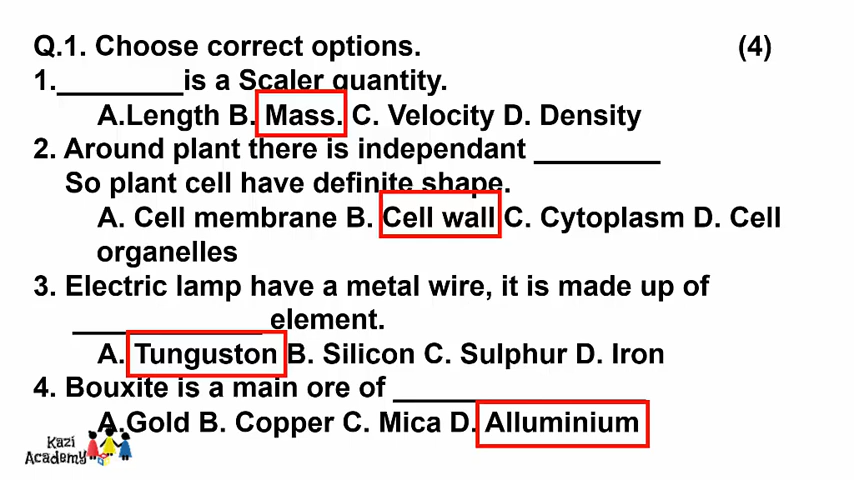 Q.1. Choose correct options. (4)
1.________is a Scaler quantity.
A.Length B. Mass. C. Velocity D. Density
2. Around plant there is independant ________
So plant cell have definite shape.
A. Cell membrane B. Cell wall C. Cytoplasm D. Cell
organelles
3. Electric lamp have a metal wire, it is made up of
____________ element.
A. Tunguston B. Silicon C. Sulphur D. Iron
4. Bouxite is a main ore of ________________
A.Gold B. Copper C. Mica D. Alluminium
Kazi
Academy